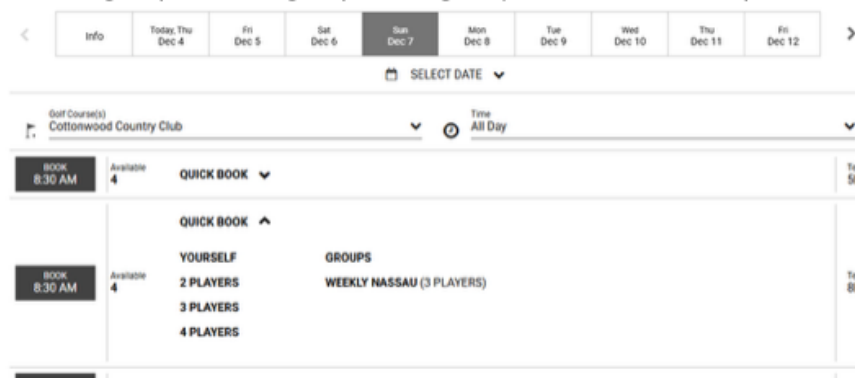 Info
Today, Thu
Dec 4
Fri
Dec 5
Sat
Dec 6
Sun
Dec 7
Mon
Dec 8
Tue
Dec 9
Wed
Dec 10
Thu
Dec 11
Fri
Dec 12
SELECT DATE
Golf Course(s)
Cottonwood Country Club
Time
All Day
BOOK
8:30 AM
Available
4
QUICK BOOK
QUICK BOOK
YOURSELF
GROUPS
BOOK
8:30 AM
Available
4
2 PLAYERS
WEEKLY NASSAU (3 PLAYERS)
3 PLAYERS
4 PLAYERS